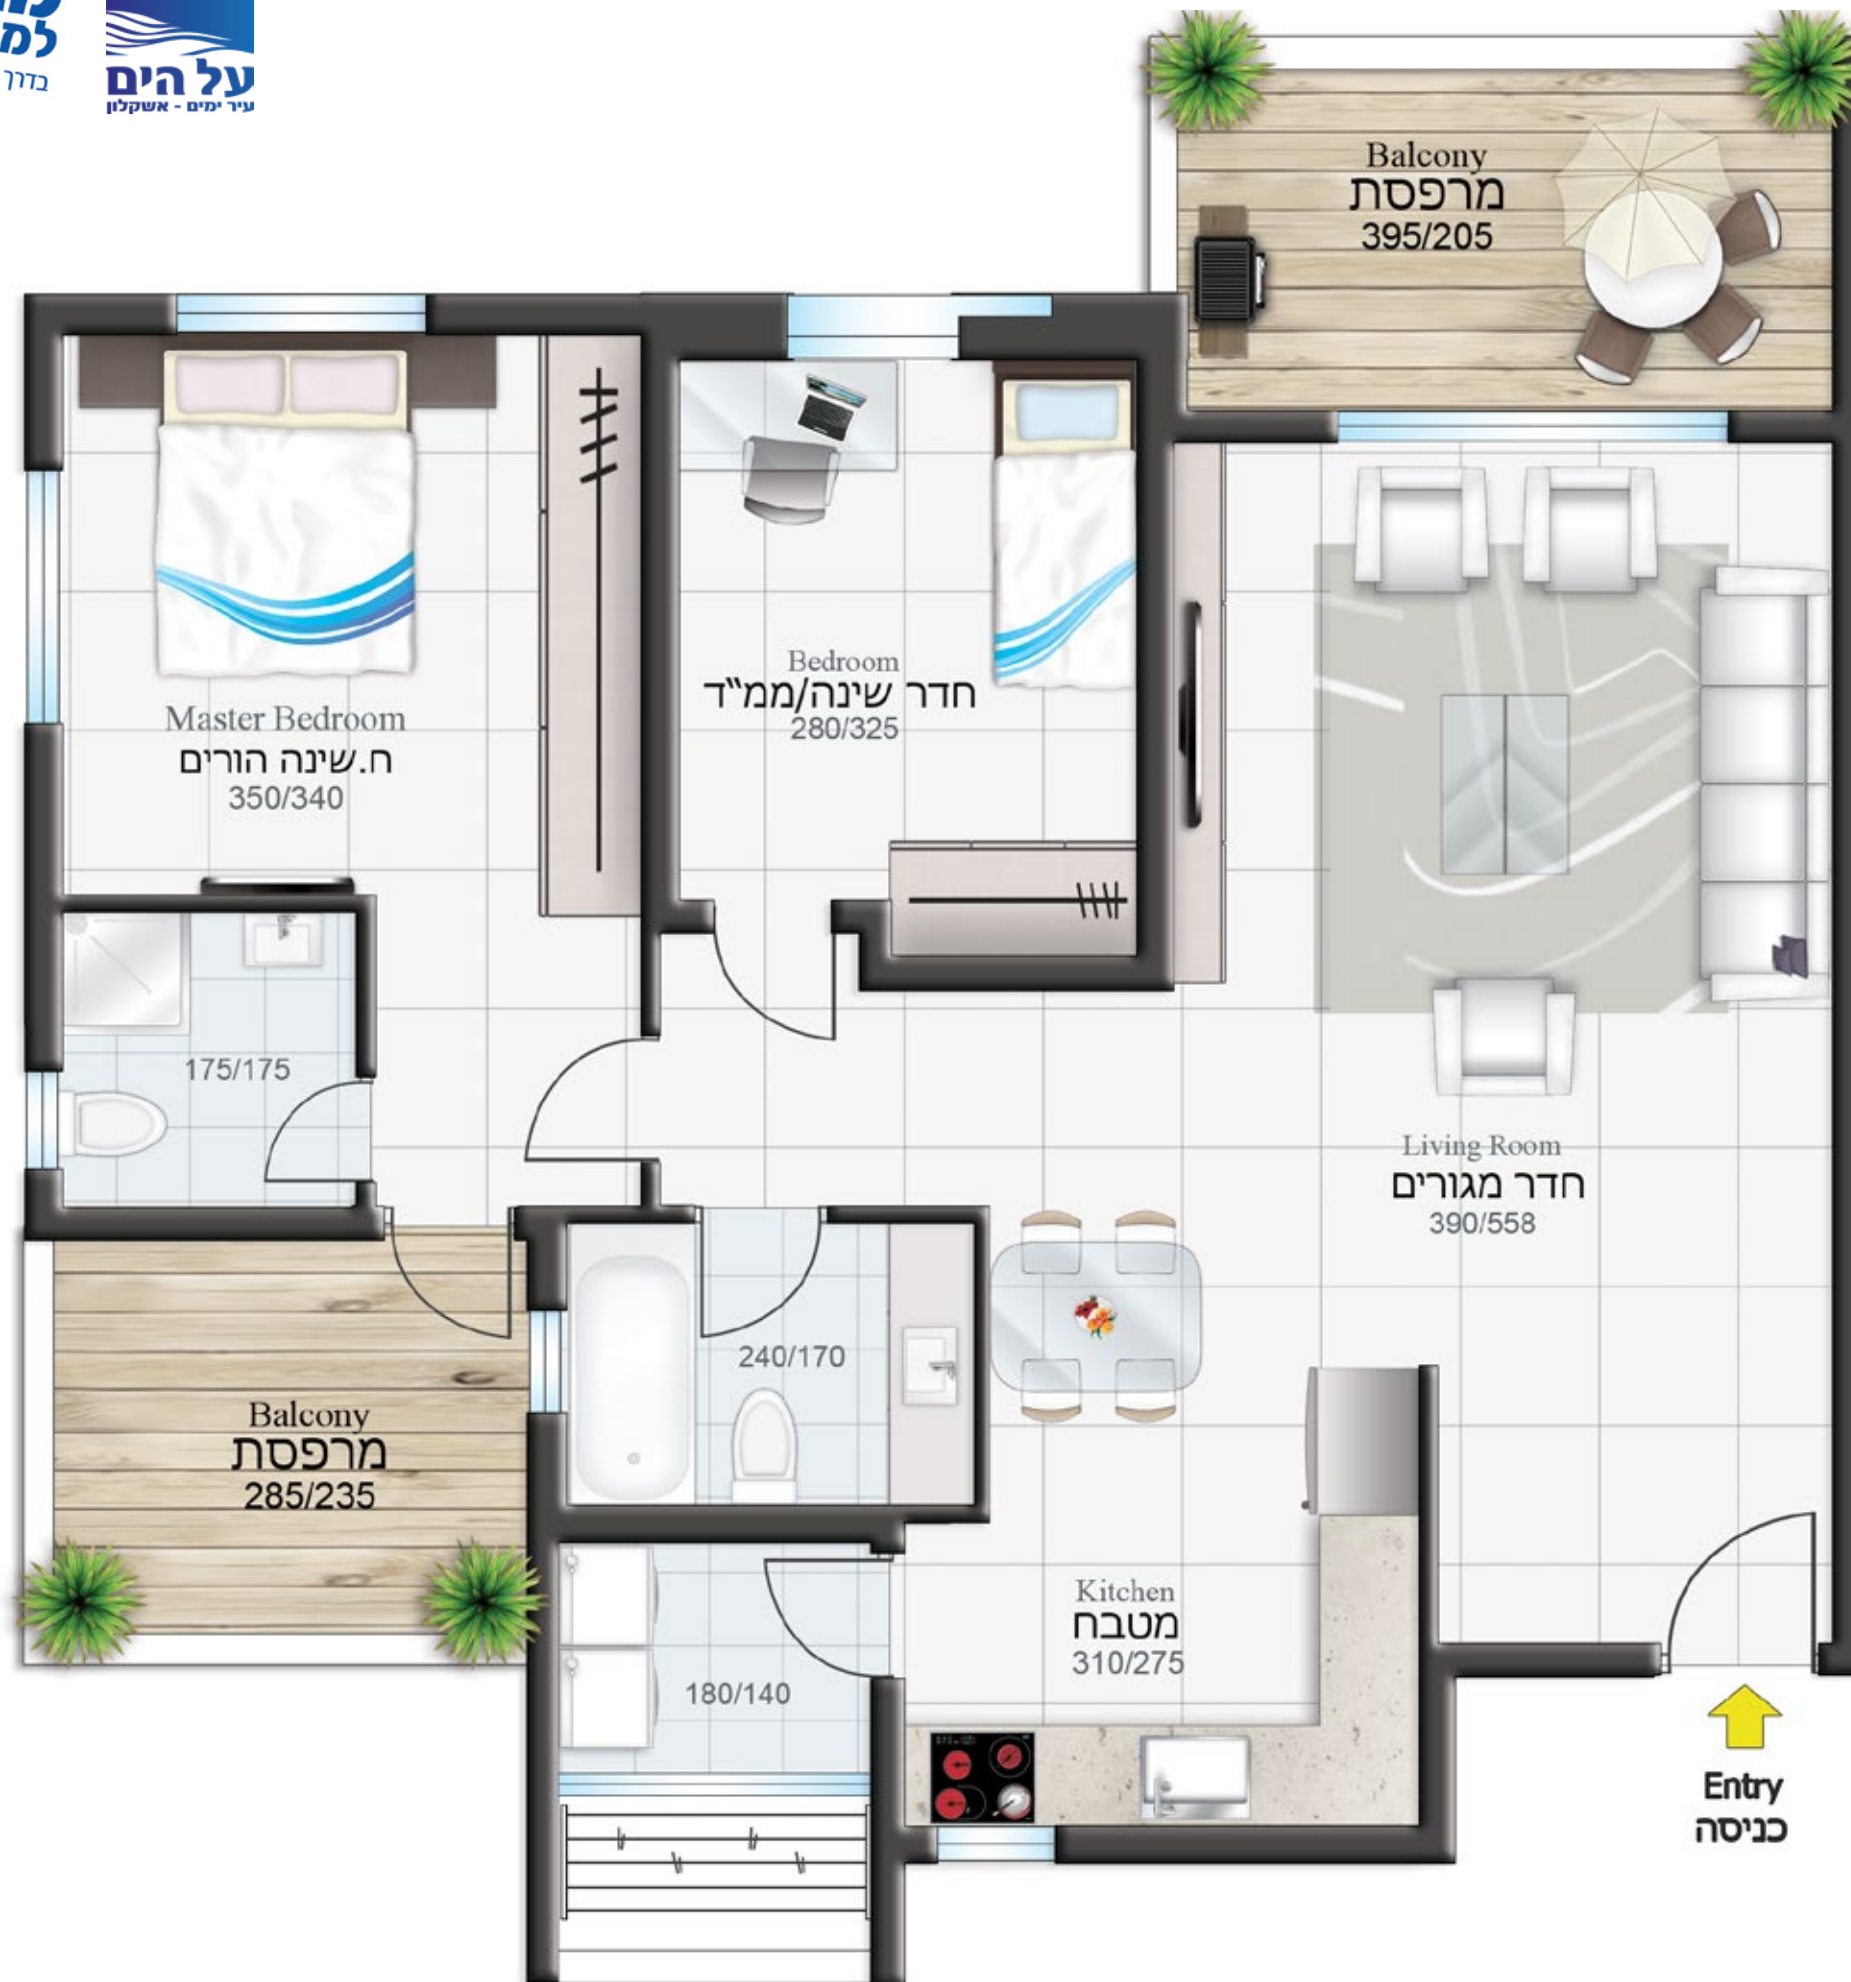 בדרך
על הים
עיר ימים - אשקלון
Balcony
מרפסת
395/205
Master Bedroom
ח.שינה הורים
350/340
Bedroom
חדר שינה/ממ"ד
280/325
175/175
Living Room
חדר מגורים
390/558
240/170
Balcony
מרפסת
285/235
Kitchen
מטבח
310/275
180/140
Entry
כניסה